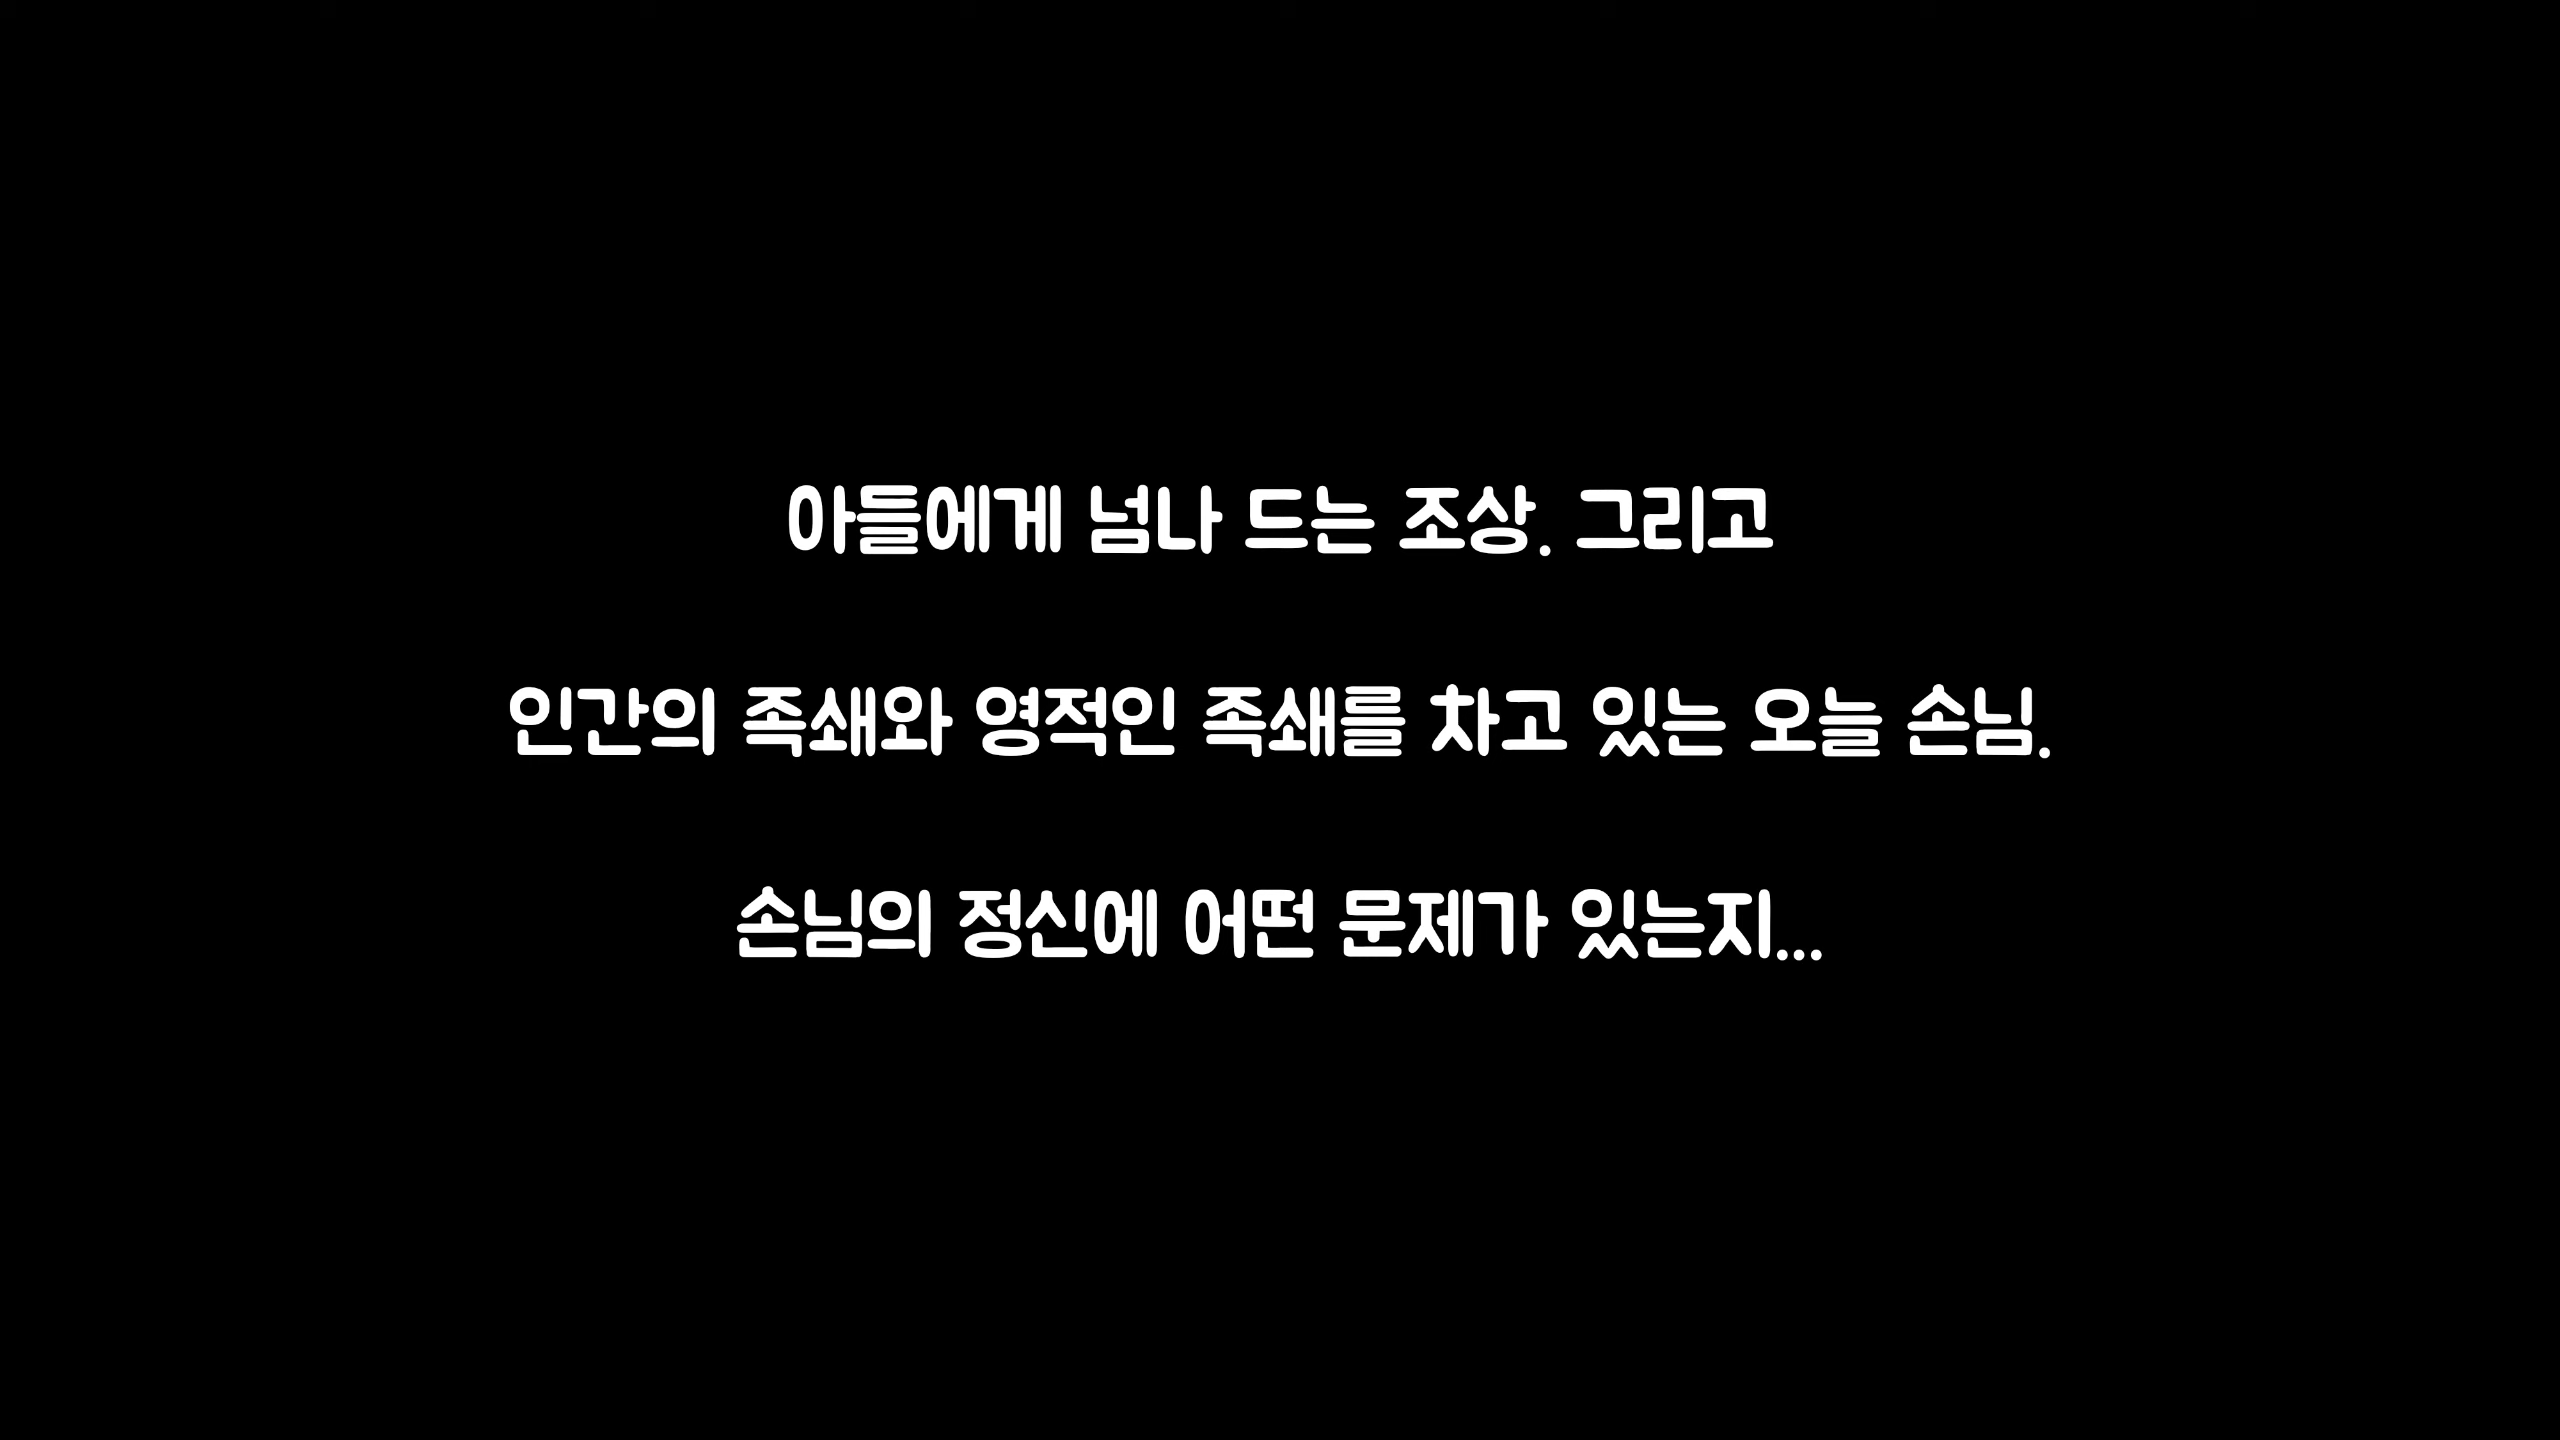 아들에게 넘나 드는 조상. 그리고
인간의 족쇄와 영적인 족쇄를 차고 있는 오늘 손님.
손님의 정신에 어떤 문제가 있는지...